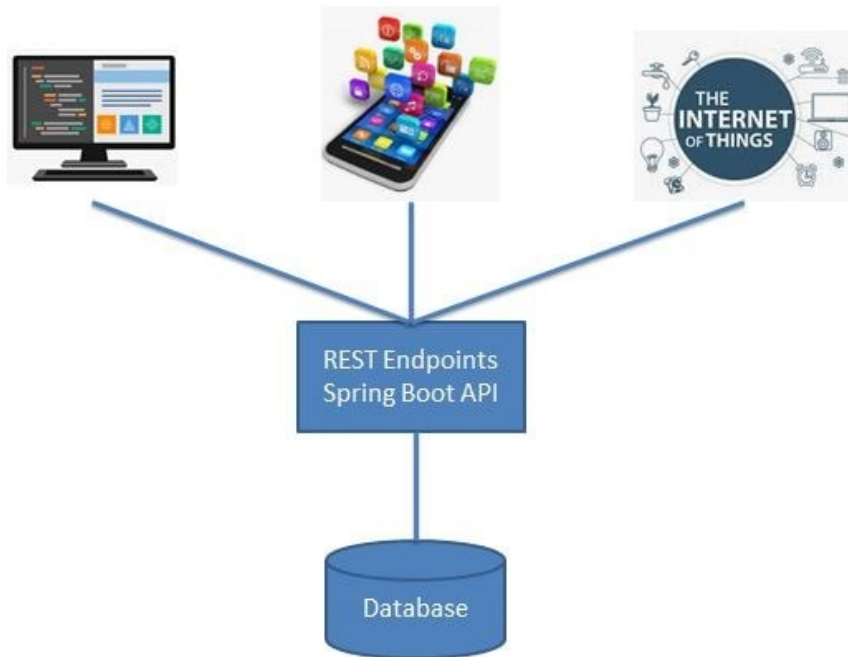 THE
INTERNET
OF THINGS
REST Endpoints
Spring Boot API
Database